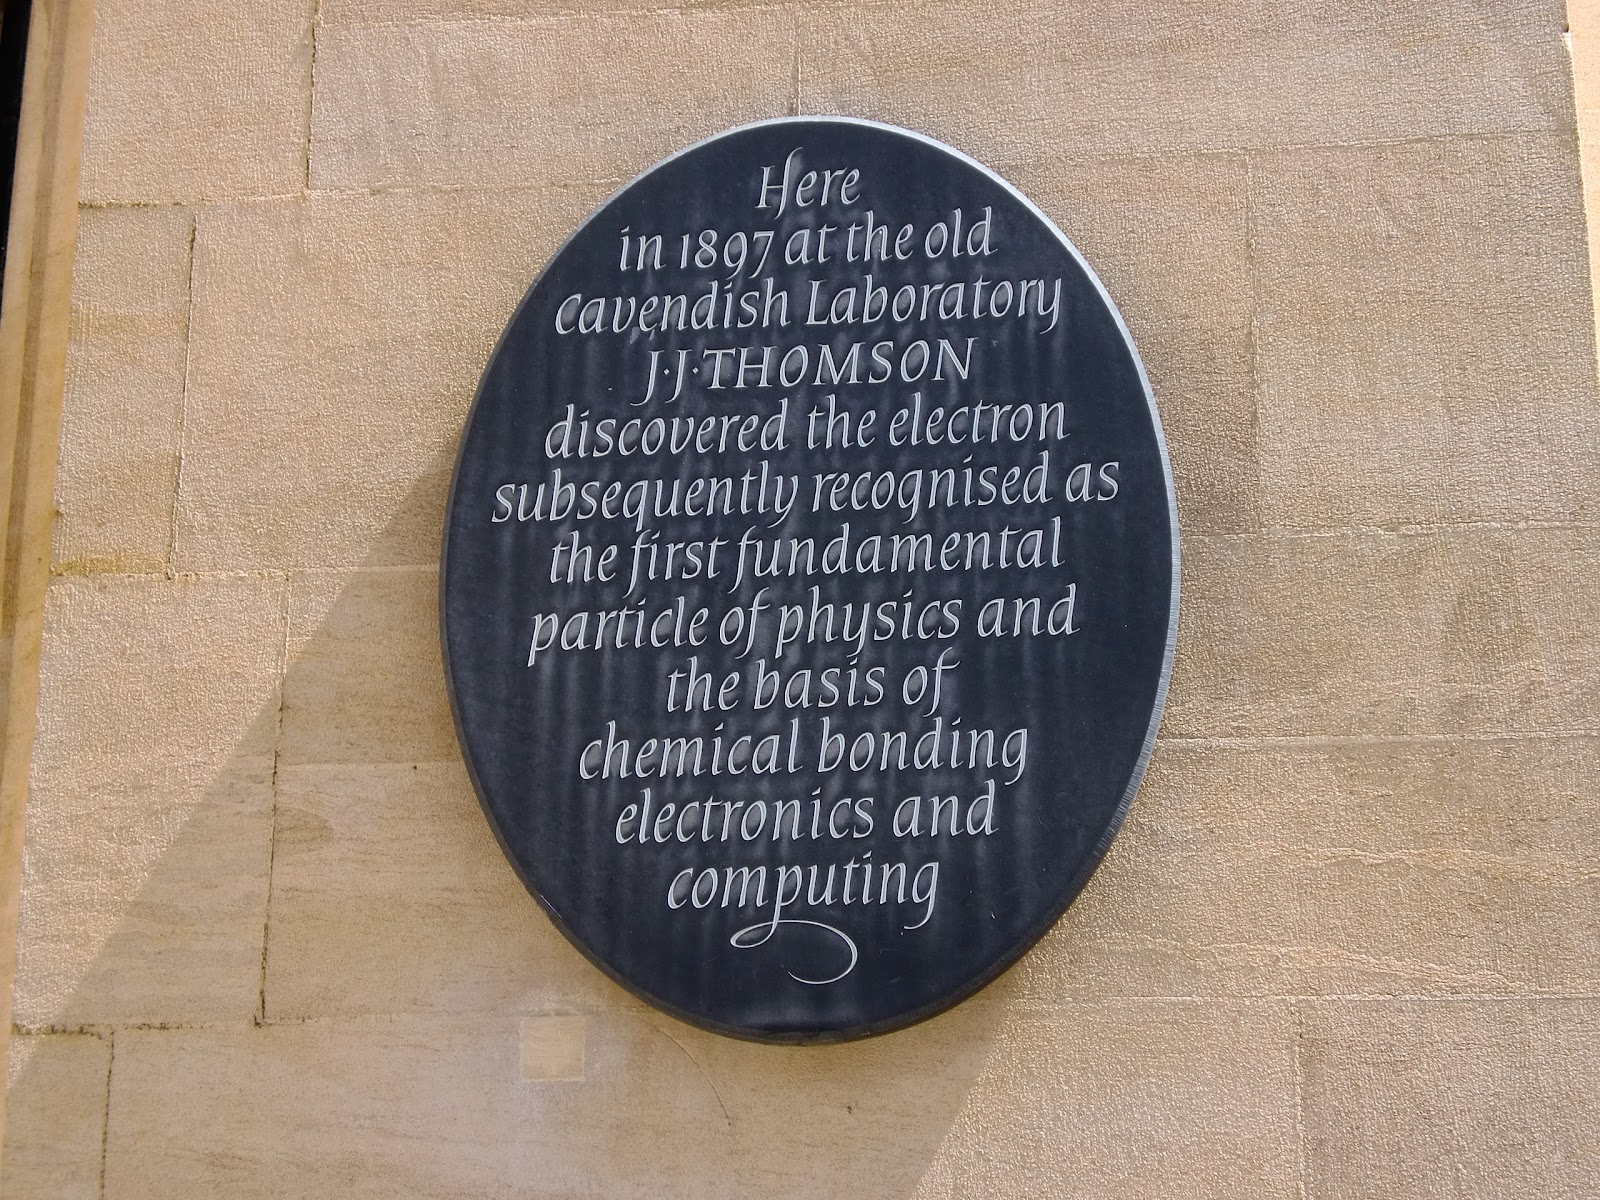 Here
in 1897 at the old
Cavendish Laboratory
J·J·THOMSON
discovered the electron
subsequently recognised as
the first fundamental
particle of physics and
the basis of
chemical bonding
electronics and
computing